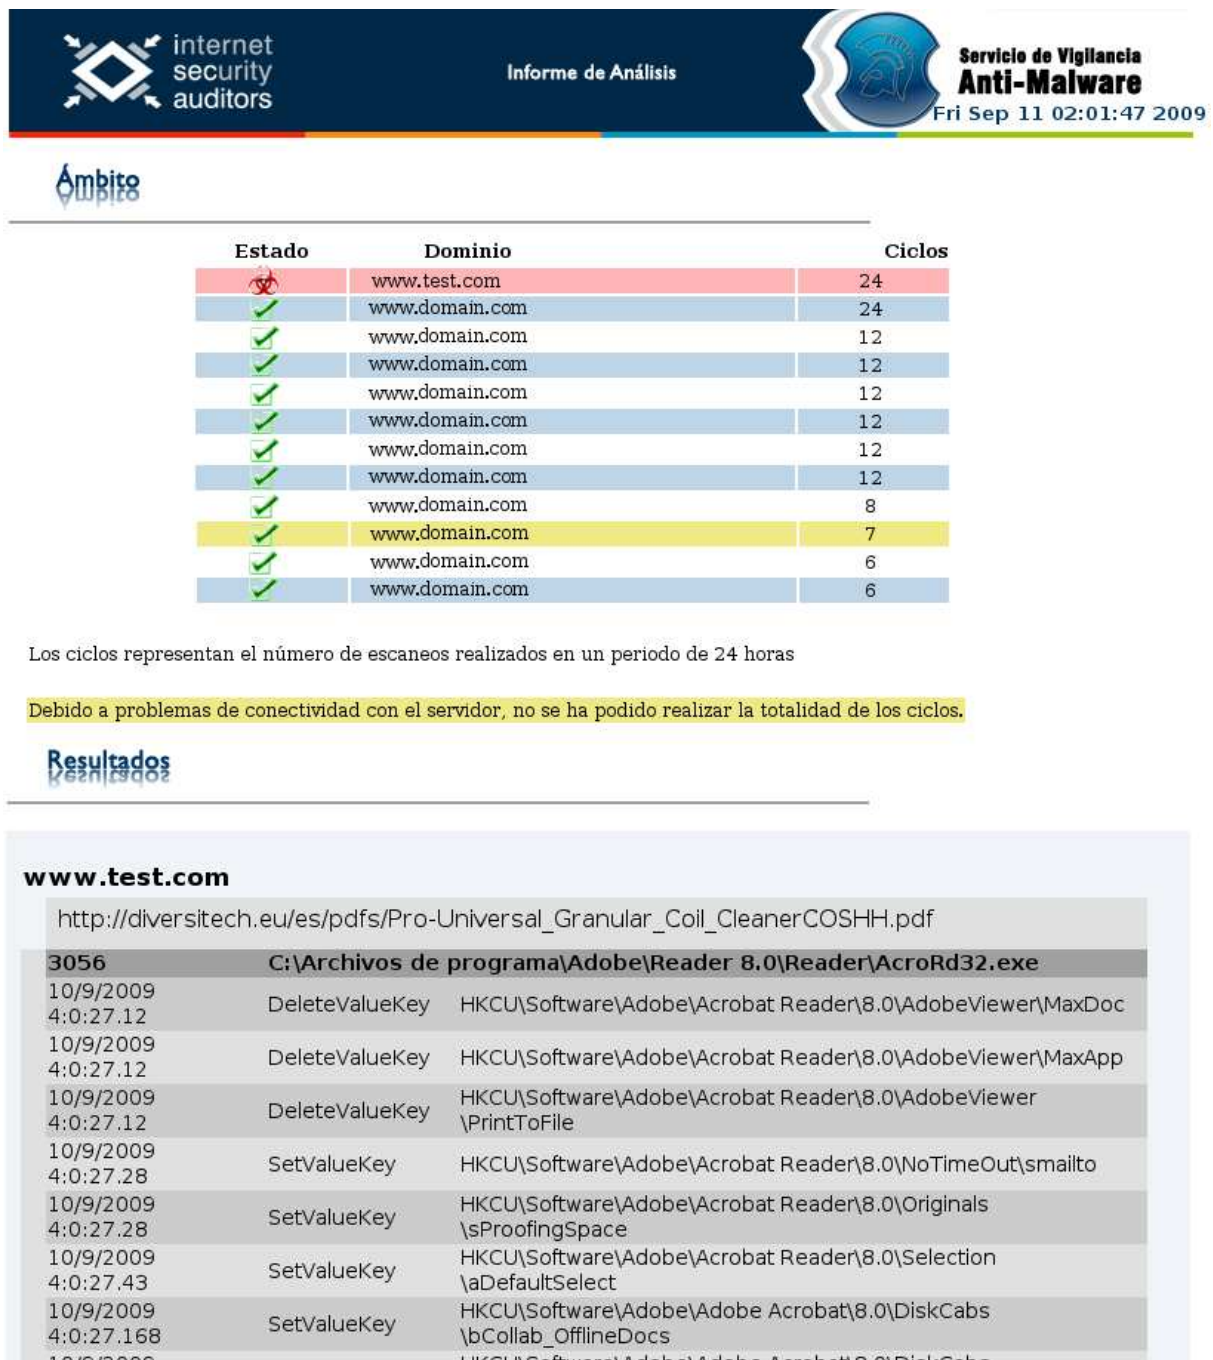 internet
security
auditors
Informe de Análisis
Servicio de Vigilancia
Anti-Malware
Fri Sep 11 02:01:47 2009
Ámbito
Estado Dominio Ciclos
www.test.com 24
www.domain.com 24
www.domain.com 12
www.domain.com 12
www.domain.com 12
www.domain.com 12
www.domain.com 12
www.domain.com 12
www.domain.com 8
www.domain.com 7
www.domain.com 6
www.domain.com 6
Los ciclos representan el número de escaneos realizados en un periodo de 24 horas
Debido a problemas de conectividad con el servidor, no se ha podido realizar la totalidad de los ciclos.
Resultados
www.test.com
http://diversitech.eu/es/pdfs/Pro-Universal_Granular_Coil_CleanerCOSHH.pdf
3056 C:\Archivos de programa\Adobe\Reader 8.0\Reader\AcroRd32.exe
10/9/2009
4:0:27.12 DeleteValueKey HKCU\Software\Adobe\Acrobat Reader\8.0\AdobeViewer\MaxDoc
10/9/2009
4:0:27.12 DeleteValueKey HKCU\Software\Adobe\Acrobat Reader\8.0\AdobeViewer\MaxApp
10/9/2009 HKCU\Software\Adobe\Acrobat Reader\8.0\AdobeViewer
4:0:27.12 DeleteValueKey \PrintToFile
10/9/2009
4:0:27.28 SetValueKey HKCU\Software\Adobe\Acrobat Reader\8.0\NoTimeOut\smailto
10/9/2009 HKCU\Software\Adobe\Acrobat Reader\8.0\Originals
4:0:27.28 SetValueKey \sProofingSpace
10/9/2009 HKCU\Software\Adobe\Acrobat Reader\8.0\Selection
4:0:27.43 SetValueKey \aDefaultSelect
10/9/2009 HKCU\Software\Adobe\Adobe Acrobat\8.0\DiskCabs
4:0:27.168 SetValueKey \bCollab_OfflineDocs
10/9/2009 HKCU\Software\Adobe\Adobe Acrobat\8.0\DiskCabs